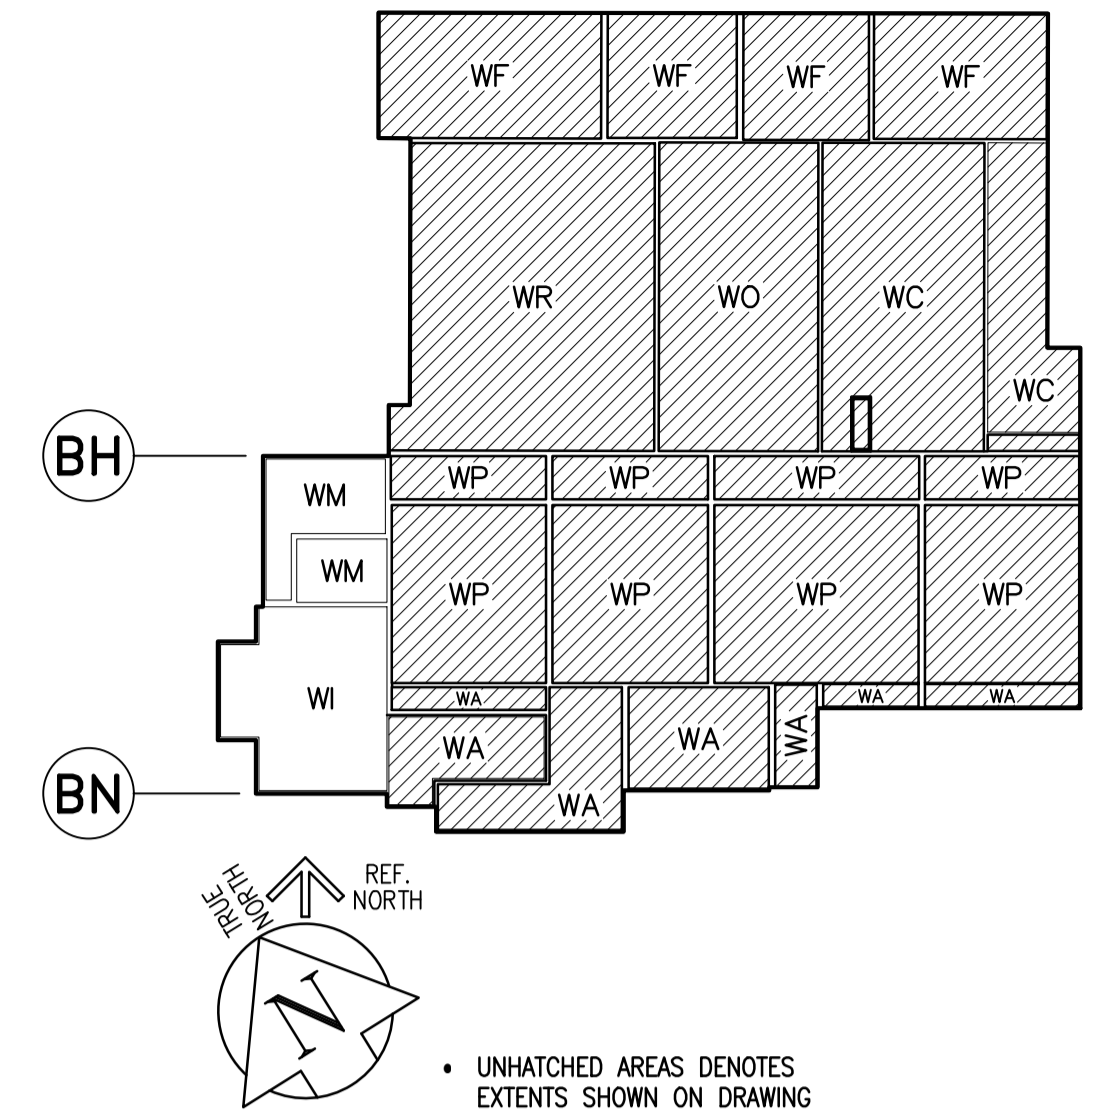 WF WF WF WF
WR WO WC
WC
BH
WP WP WP WP
WM
WM
WP WP WP WP
WI
WA WA WA
WA WA WA
WA
BN
TRUE
NORTH
REF.
NORTH
N
• UNHATCHED AREAS DENOTES
EXTENTS SHOWN ON DRAWING